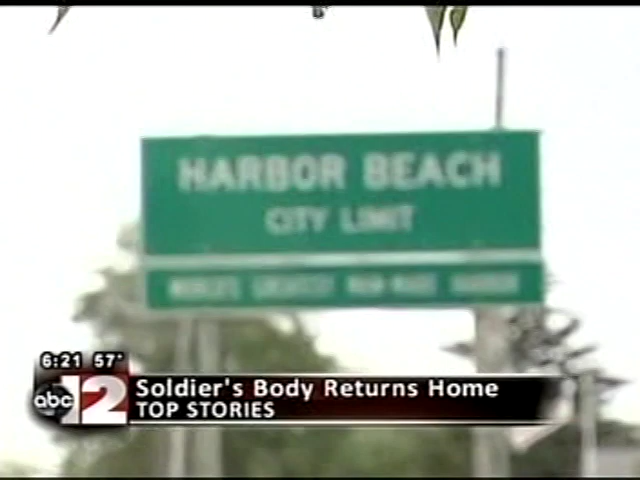 HARBOR BEACH
CITY LIMIT
WORLD'S GREATEST MAN-MADE HARBOR
6:21 57°
abc 12
Soldier's Body Returns Home
TOP STORIES